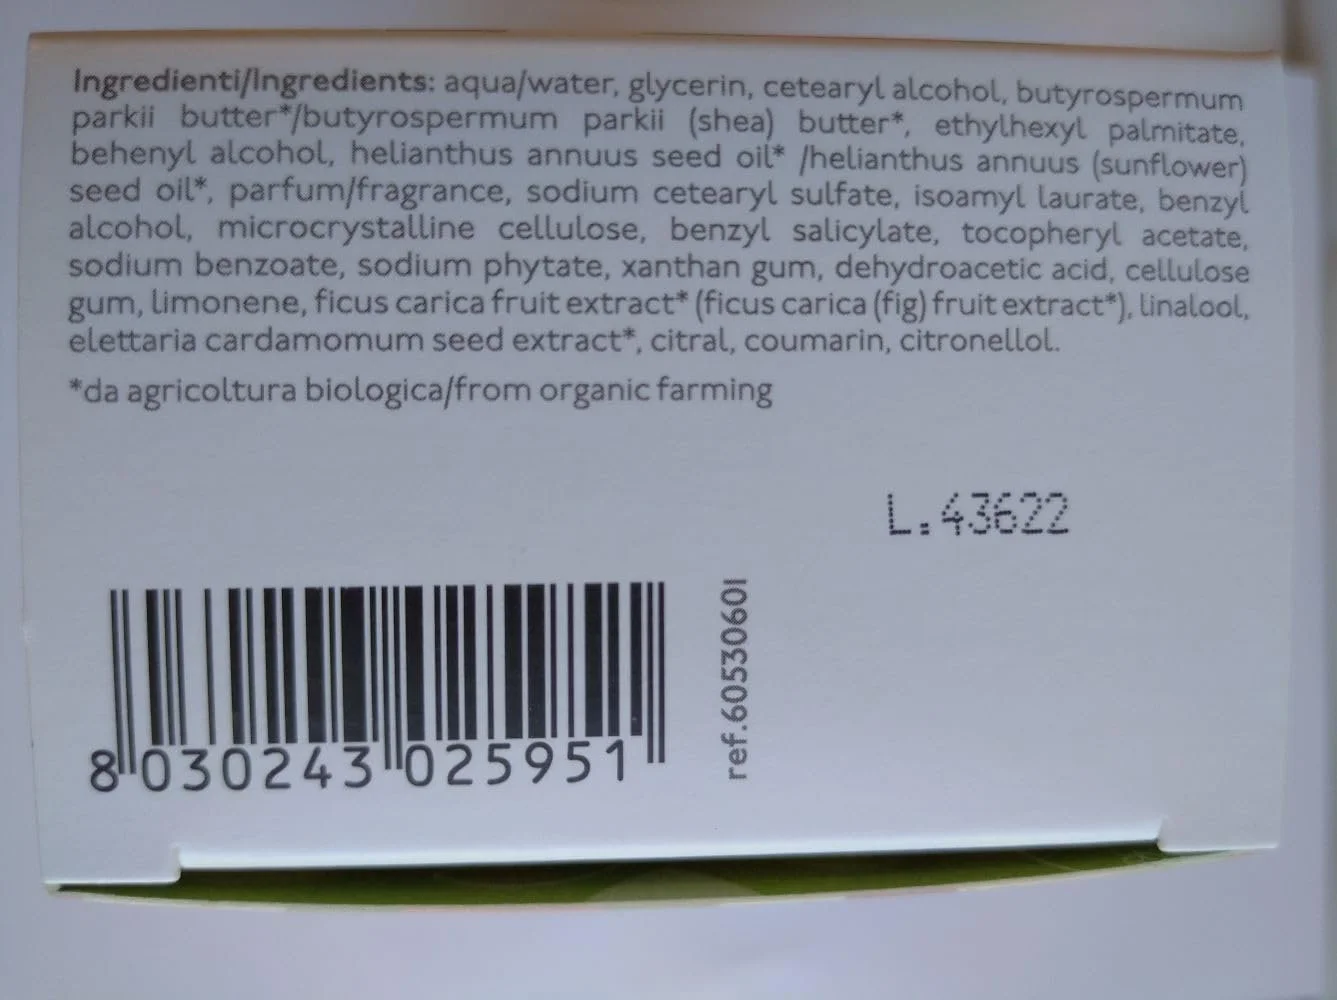 Ingredienti/Ingredients: aqua/water, glycerin, cetearyl alcohol, butyrospermum
parkii butter*/butyrospermum parkii (shea) butter*, ethylhexyl palmitate,
behenyl alcohol, helianthus annuus seed oil* /helianthus annuus (sunflower)
seed oil*, parfum/fragrance, sodium cetearyl sulfate, isoamyl laurate, benzyl
alcohol, microcrystalline cellulose, benzyl salicylate, tocopheryl acetate,
sodium benzoate, sodium phytate, xanthan gum, dehydroacetic acid, cellulose
gum, limonene, ficus carica fruit extract* (ficus carica (fig) fruit extract*), linalool,
elettaria cardamomum seed extract*, citral, coumarin, citronellol.
*da agricoltura biologica/from organic farming
L.:43622
8 030243 025951
ref.60530601